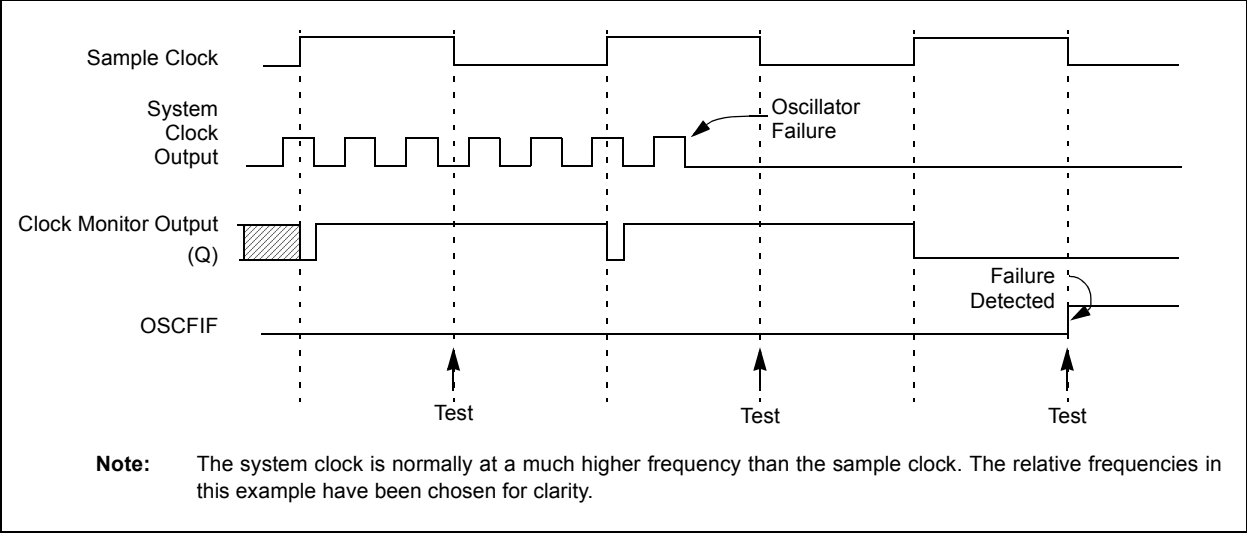 Sample Clock
System
Clock
Output
Oscillator
Failure
Clock Monitor Output
(Q)
Failure
Detected
OSCFIF
Test
Test
Test
Note: The system clock is normally at a much higher frequency than the sample clock. The relative frequencies in
this example have been chosen for clarity.